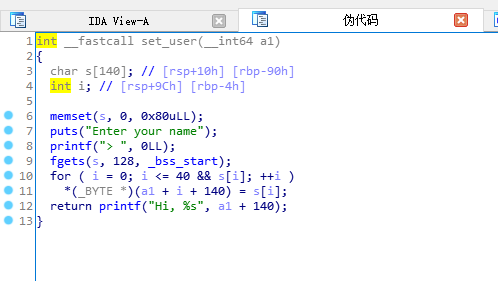 IDA View-A
伪代码
1 int __fastcall set_user(__int64 a1)
2 {
3 char s[140]; // [rsp+10h] [rbp-90h]
4 int i; // [rsp+9Ch] [rbp-4h]
5
6 memset(s, 0, 0x80uLL);
7 puts("Enter your name");
8 printf("> ", 0LL);
9 fgets(s, 128, _bss_start);
10 for ( i = 0; i <= 40 && s[i]; ++i )
11 *(_BYTE *)(a1 + i + 140) = s[i];
12 return printf("Hi, %s", a1 + 140);
13 }